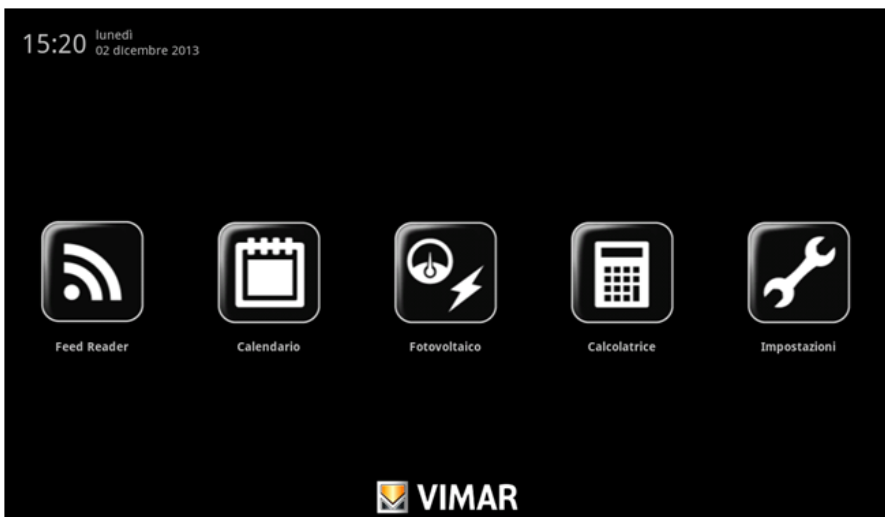 15:20
lunedì
02 dicembre 2013
Feed Reader
Calendario
Fotovoltaico
Calcolatrice
Impostazioni
VIMAR